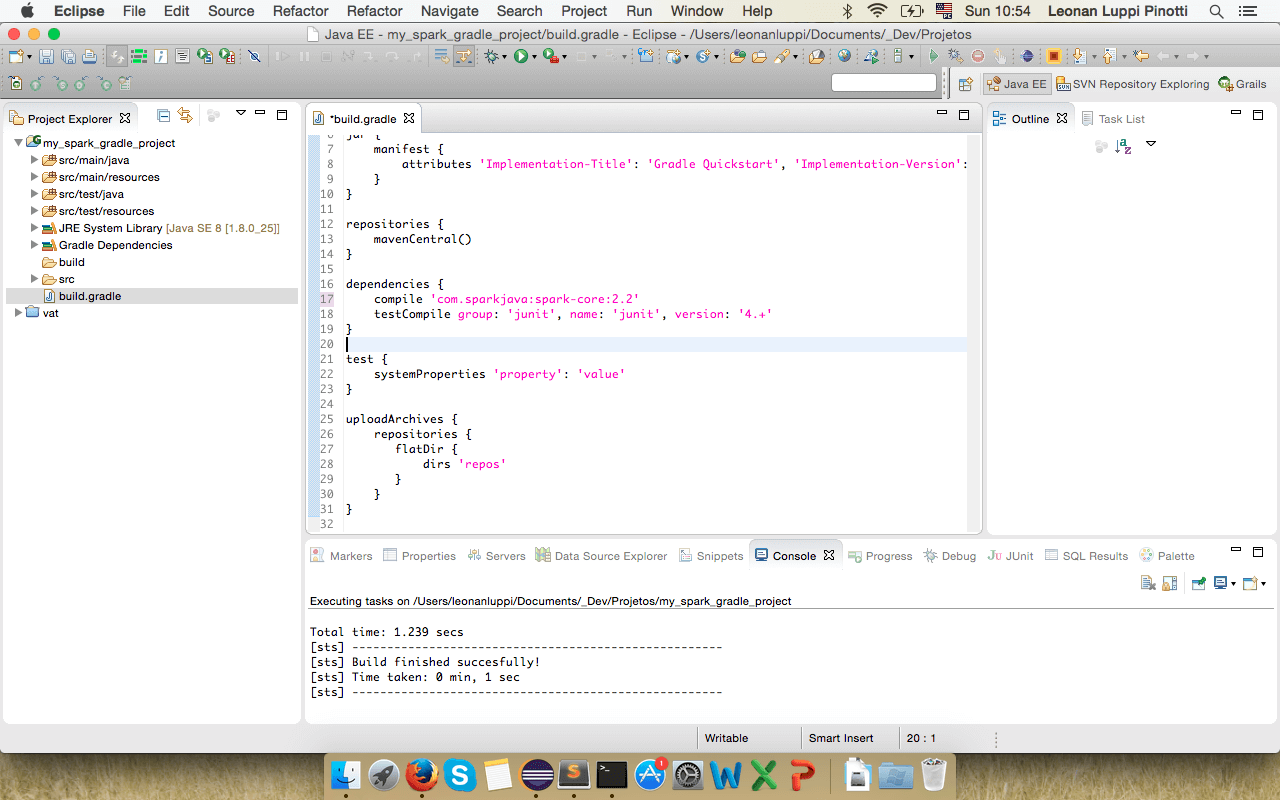 Eclipse File Edit Source Refactor Refactor Navigate Search Project Run Window Help Sun 10:54 Leonan Luppi Pinotti
Java EE - my_spark_gradle_project/build.gradle - Eclipse - /Users/leonanluppi/Documents/_Dev/Projetos
Java EE SVN Repository Exploring Grails
Project Explorer
my_spark_gradle_project
src/main/java
src/main/resources
src/test/java
src/test/resources
JRE System Library [Java SE 8 [1.8.0_25]]
Gradle Dependencies
build
src
build.gradle
vat
*build.gradle
7 manifest {
8 attributes 'Implementation-Title': 'Gradle Quickstart', 'Implementation-Version':
9 }
10 }
11
12 repositories {
13 mavenCentral()
14 }
15
16 dependencies {
17 compile 'com.sparkjava:spark-core:2.2'
18 testCompile group: 'junit', name: 'junit', version: '4.+'
19 }
20
21 test {
22 systemProperties 'property': 'value'
23 }
24
25 uploadArchives {
26 repositories {
27 flatDir {
28 dirs 'repos'
29 }
30 }
31 }
32
Outline Task List
Markers Properties Servers Data Source Explorer Snippets Console Progress Debug JUnit SQL Results Palette
Executing tasks on /Users/leonanluppi/Documents/_Dev/Projetos/my_spark_gradle_project
Total time: 1.239 secs
[sts] -----------------------------------------------------
[sts] Build finished succesfully!
[sts] Time taken: 0 min, 1 sec
[sts] -----------------------------------------------------
Writable Smart Insert 20 : 1